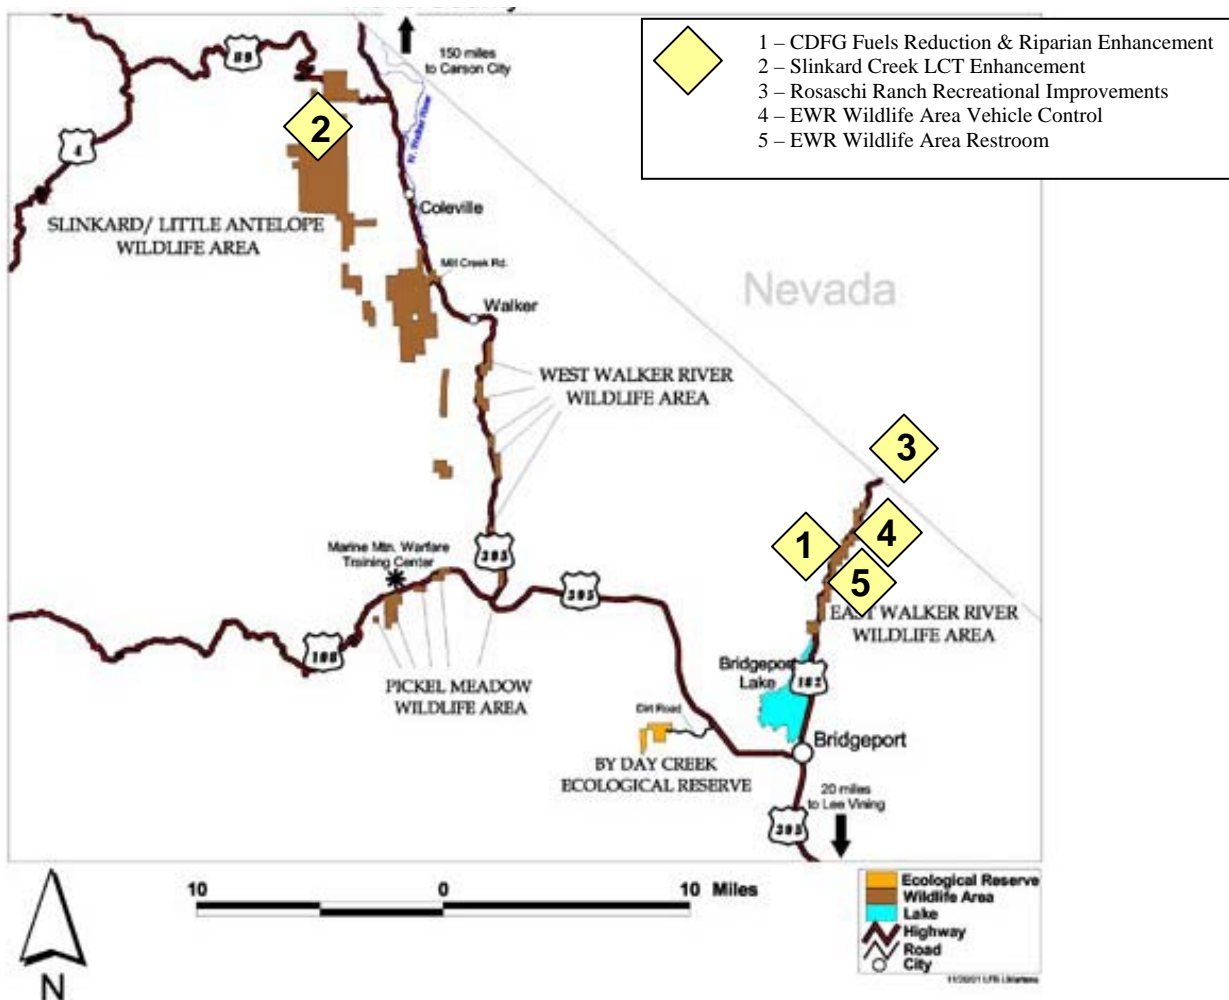 150 miles
to Carson City
1 – CDFG Fuels Reduction & Riparian Enhancement
2 – Slinkard Creek LCT Enhancement
3 – Rosaschi Ranch Recreational Improvements
4 – EWR Wildlife Area Vehicle Control
5 – EWR Wildlife Area Restroom
89
4
2
W. Walker River
SLINKARD/ LITTLE ANTELOPE
WILDLIFE AREA
Coleville
Mill Creek Rd.
Nevada
Walker
WEST WALKER RIVER
WILDLIFE AREA
3
1
4
5
Marine Mtn. Warfare
Training Center
395
395
EAST WALKER RIVER
WILDLIFE AREA
108
PICKEL MEADOW
WILDLIFE AREA
Bridgeport
Lake
182
Dirt Road
Bridgeport
BY DAY CREEK
ECOLOGICAL RESERVE
20 miles
to Lee Vining
395
10 0 10 Miles
N
Ecological Reserve
Wildlife Area
Lake
Highway
Road
City